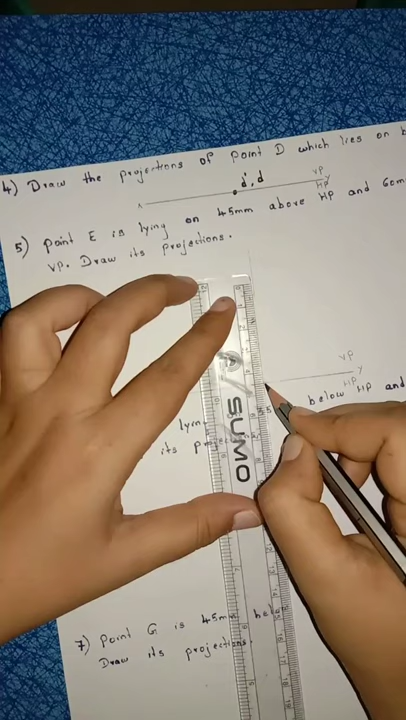 4) Draw the projections of point D which lies on b
d', d
x
VP
HP
y
5) point E is lying on 45mm above HP and 60m
VP. Draw its projections.
VP
HP
y
A/SUMO
below HP and
its
7) Point G is 45mm below
Draw its projections.